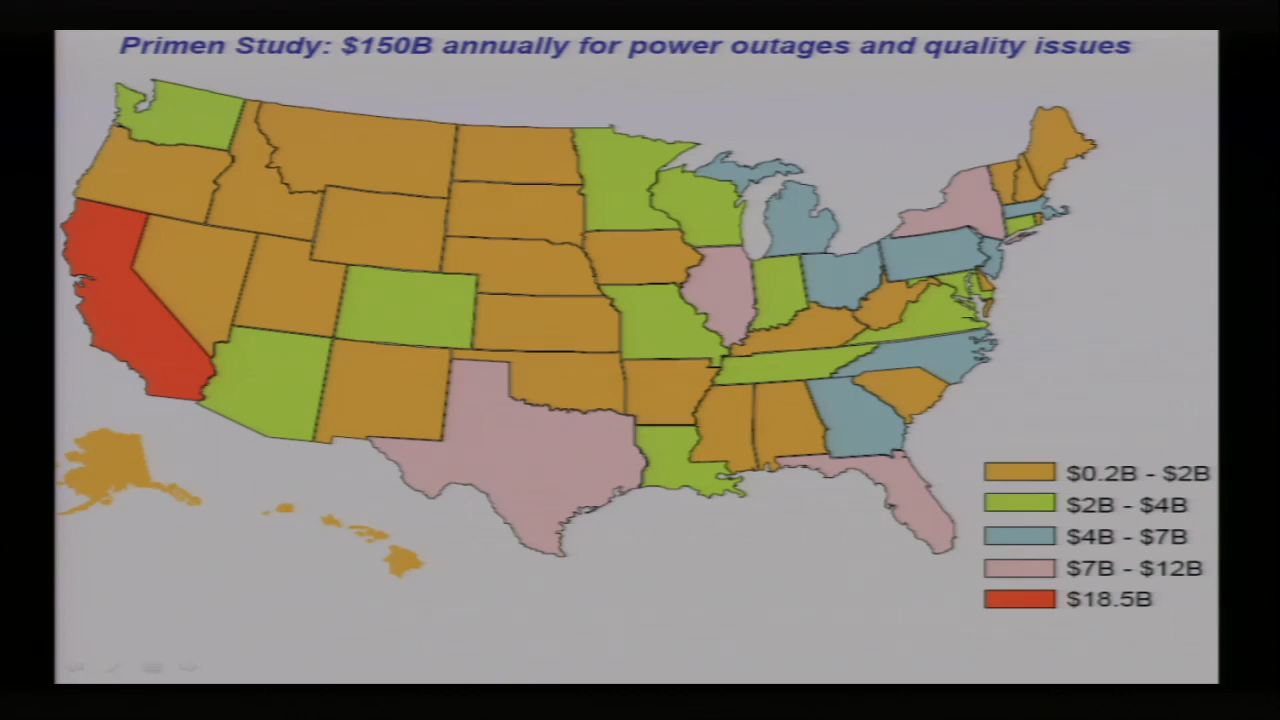 Primen Study: $150B annually for power outages and quality issues
$0.2B - $2B
$2B - $4B
$4B - $7B
$7B - $12B
$18.5B